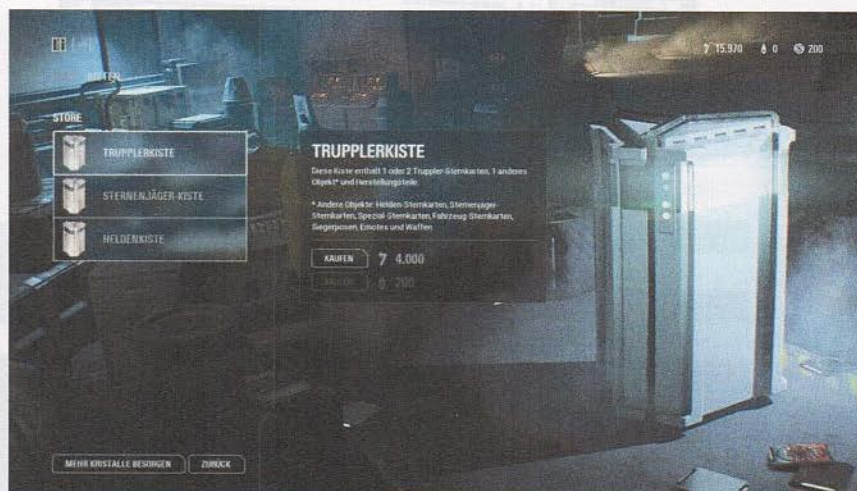 15.970 0 200
STORE
TRUPPLERKISTE
STERNENJÄGER-KISTE
HELDENKISTE
TRUPPLERKISTE
Diese Kiste enthält 1 oder 2 Truppler-Sternkarten, 1 anderes
Objekt* und Herstellungsteile.
* Andere Objekte: Helden-Sternkarten, Sternenjäger-
Sternkarten, Spezial-Sternkarten, Fahrzeug-Sternkarten,
Siegerposen, Emotes und Waffen.
KAUFEN 4.000
KAUFEN 200
MEHR KRISTALLE BESORGEN ZURÜCK